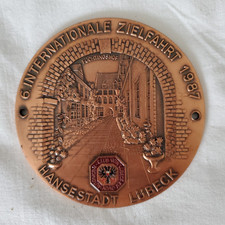 6. INTERNATIONALE ZIELFAHRT 1987
HANSESTADT LÜBECK